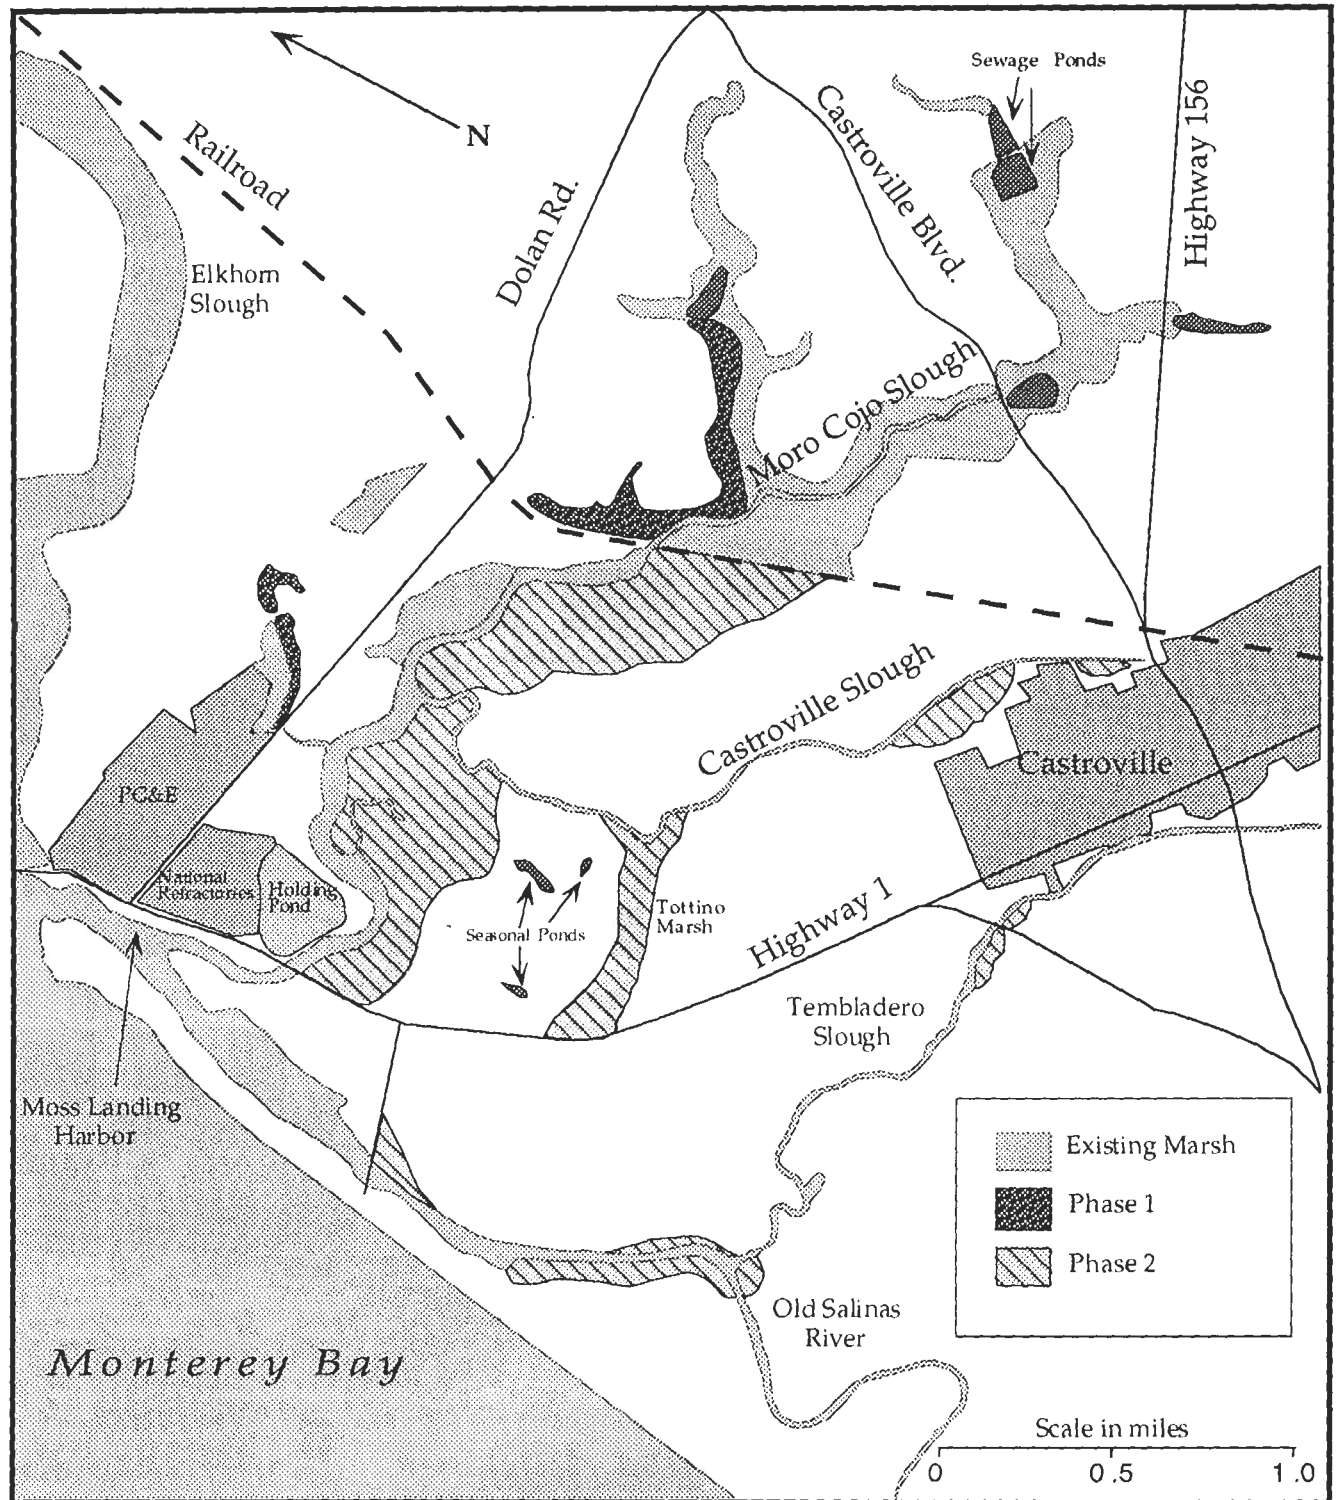 Sewage Ponds
N
Railroad
Dolan Rd.
Castroville Blvd.
Highway 156
Elkhorn
Slough
Moro Cojo Slough
Castroville Slough
Castroville
PG&E
National
Refractories
Holding
Pond
Seasonal Ponds
Tottino
Marsh
Highway 1
Tembladero
Slough
Moss Landing
Harbor
Existing Marsh
Phase 1
Phase 2
Old Salinas
River
Monterey Bay
Scale in miles
0 0.5 1.0